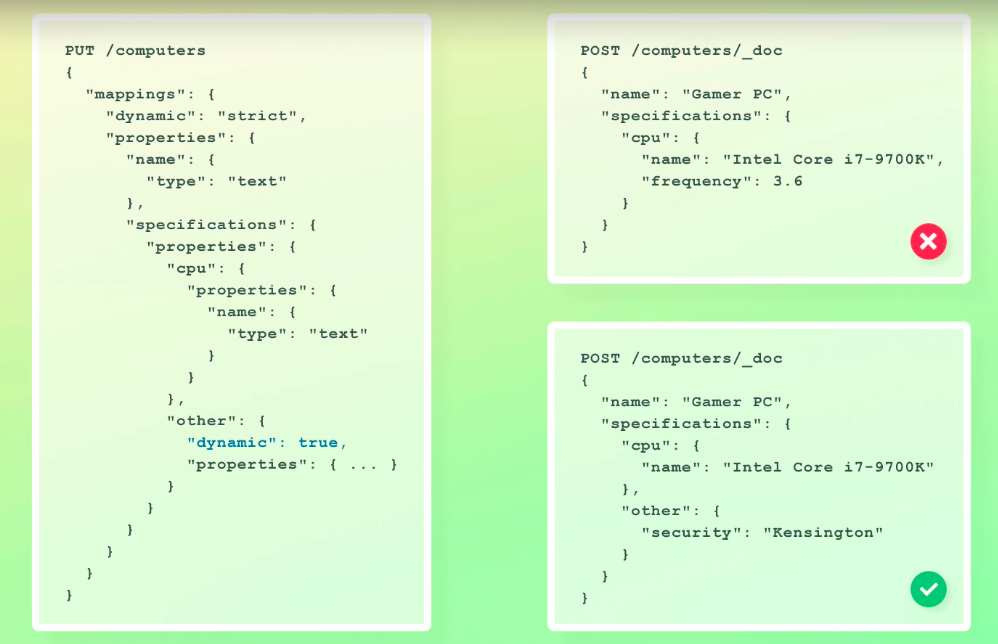 PUT /computers
{
  "mappings": {
    "dynamic": "strict",
    "properties": {
      "name": {
        "type": "text"
      },
      "specifications": {
        "properties": {
          "cpu": {
            "properties": {
              "name": {
                "type": "text"
              }
            }
          },
          "other": {
            "dynamic": true,
            "properties": { ... }
          }
        }
      }
    }
  }
}
POST /computers/_doc
{
  "name": "Gamer PC",
  "specifications": {
    "cpu": {
      "name": "Intel Core i7-9700K",
      "frequency": 3.6
    }
  }
}
POST /computers/_doc
{
  "name": "Gamer PC",
  "specifications": {
    "cpu": {
      "name": "Intel Core i7-9700K"
    },
    "other": {
      "security": "Kensington"
    }
  }
}